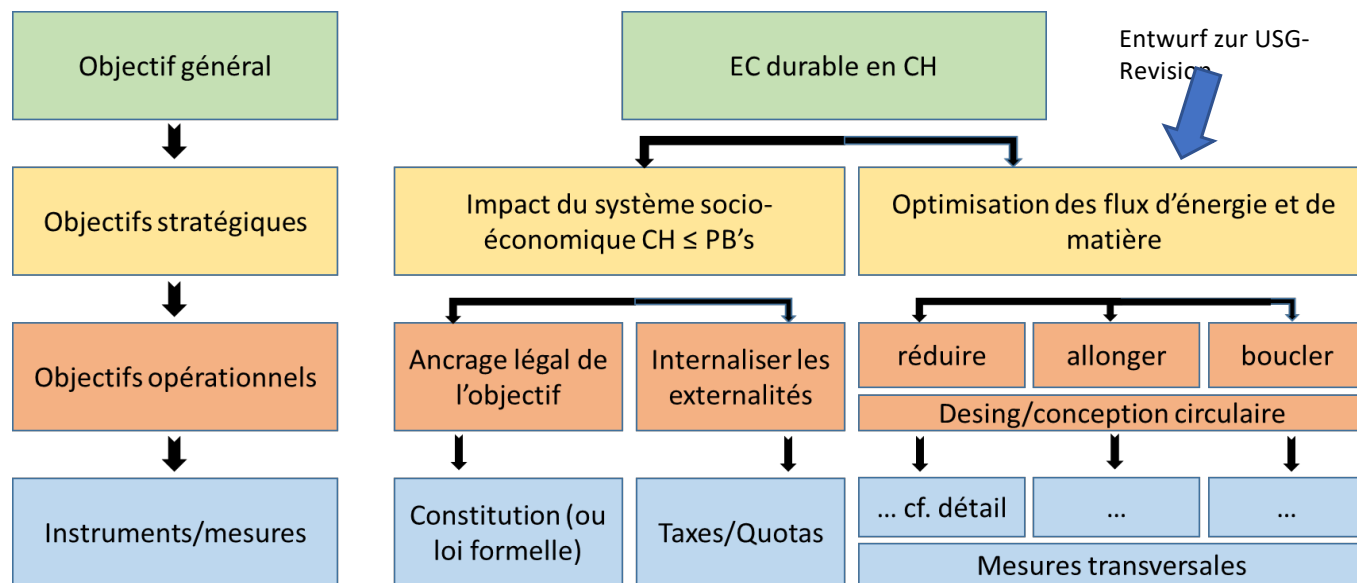 Objectif général
EC durable en CH
Entwurf zur USG-
Revision
Objectifs stratégiques
Impact du système socio-
économique CH ≤ PB’s
Optimisation des flux d’énergie et de
matière
Objectifs opérationnels
Ancrage légal de
l’objectif
Internaliser les
externalités
réduire
allonger
boucler
Desing/conception circulaire
Instruments/mesures
Constitution (ou
loi formelle)
Taxes/Quotas
... cf. détail
...
...
Mesures transversales